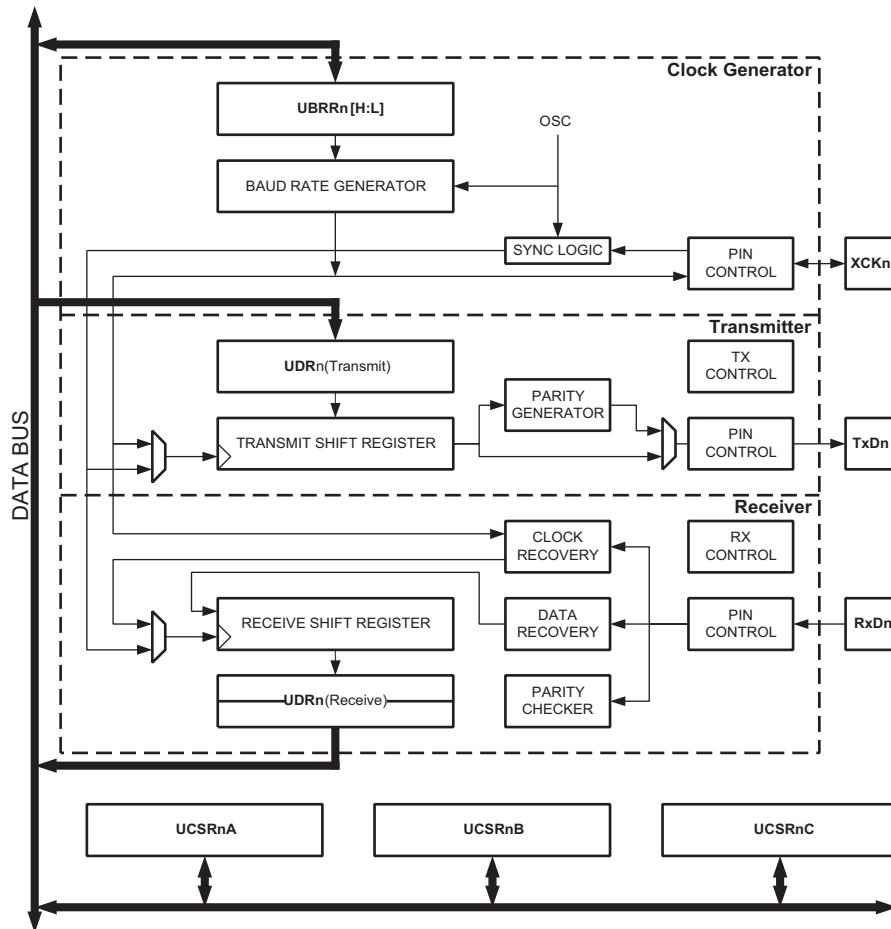 Clock Generator
UBRRn [H:L]
OSC
BAUD RATE GENERATOR
SYNC LOGIC
PIN
CONTROL
XCKn
Transmitter
UDRn(Transmit)
TX
CONTROL
PARITY
GENERATOR
TRANSMIT SHIFT REGISTER
PIN
CONTROL
TxDn
DATA BUS
Receiver
CLOCK
RECOVERY
RX
CONTROL
RECEIVE SHIFT REGISTER
DATA
RECOVERY
PIN
CONTROL
RxDn
UDRn(Receive)
PARITY
CHECKER
UCSRnA
UCSRnB
UCSRnC